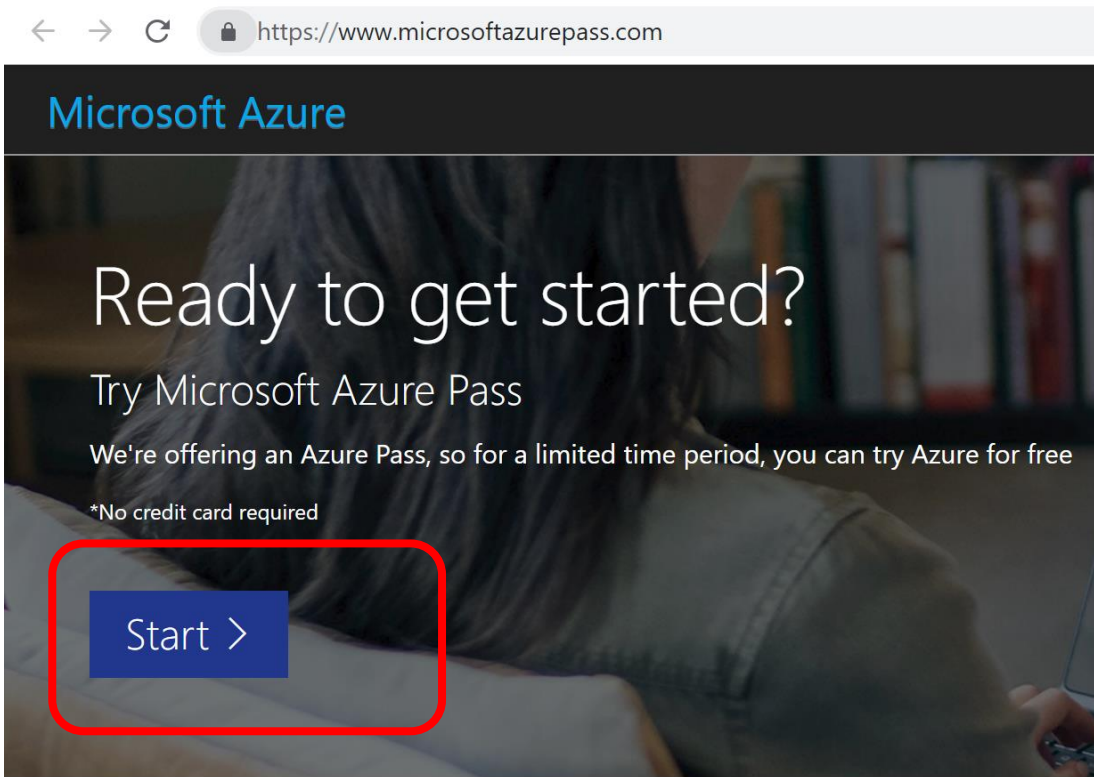 https://www.microsoftazurepass.com
Microsoft Azure
Ready to get started?
Try Microsoft Azure Pass
We're offering an Azure Pass, so for a limited time period, you can try Azure for free
*No credit card required
Start >